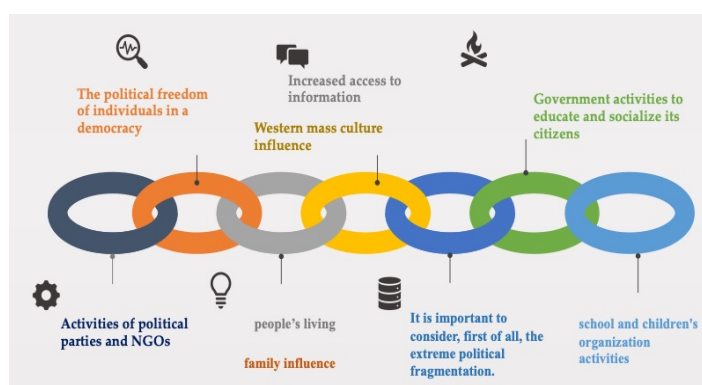 The political freedom
of individuals in a
democracy
Increased access to
information
Western mass culture
influence
Government activities to
educate and socialize its
citizens
Activities of political
parties and NGOs
people's living
family influence
It is important to
consider, first of all, the
extreme political
fragmentation.
school and children's
organization
activities